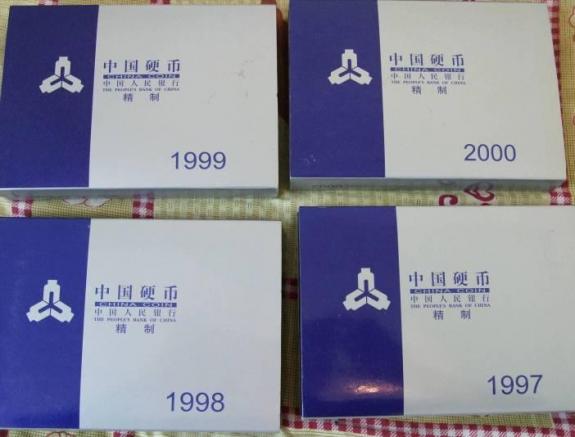 中国硬币
CHINA COIN
中国人民银行
THE PEOPLE'S BANK OF CHINA
精制
1999
中国硬币
CHINA COIN
中国人民银行
THE PEOPLE'S BANK OF CHINA
精制
2000
中国硬币
CHINA COIN
中国人民银行
THE PEOPLE'S BANK OF CHINA
精制
1998
中国硬币
CHINA COIN
中国人民银行
THE PEOPLE'S BANK OF CHINA
精制
1997